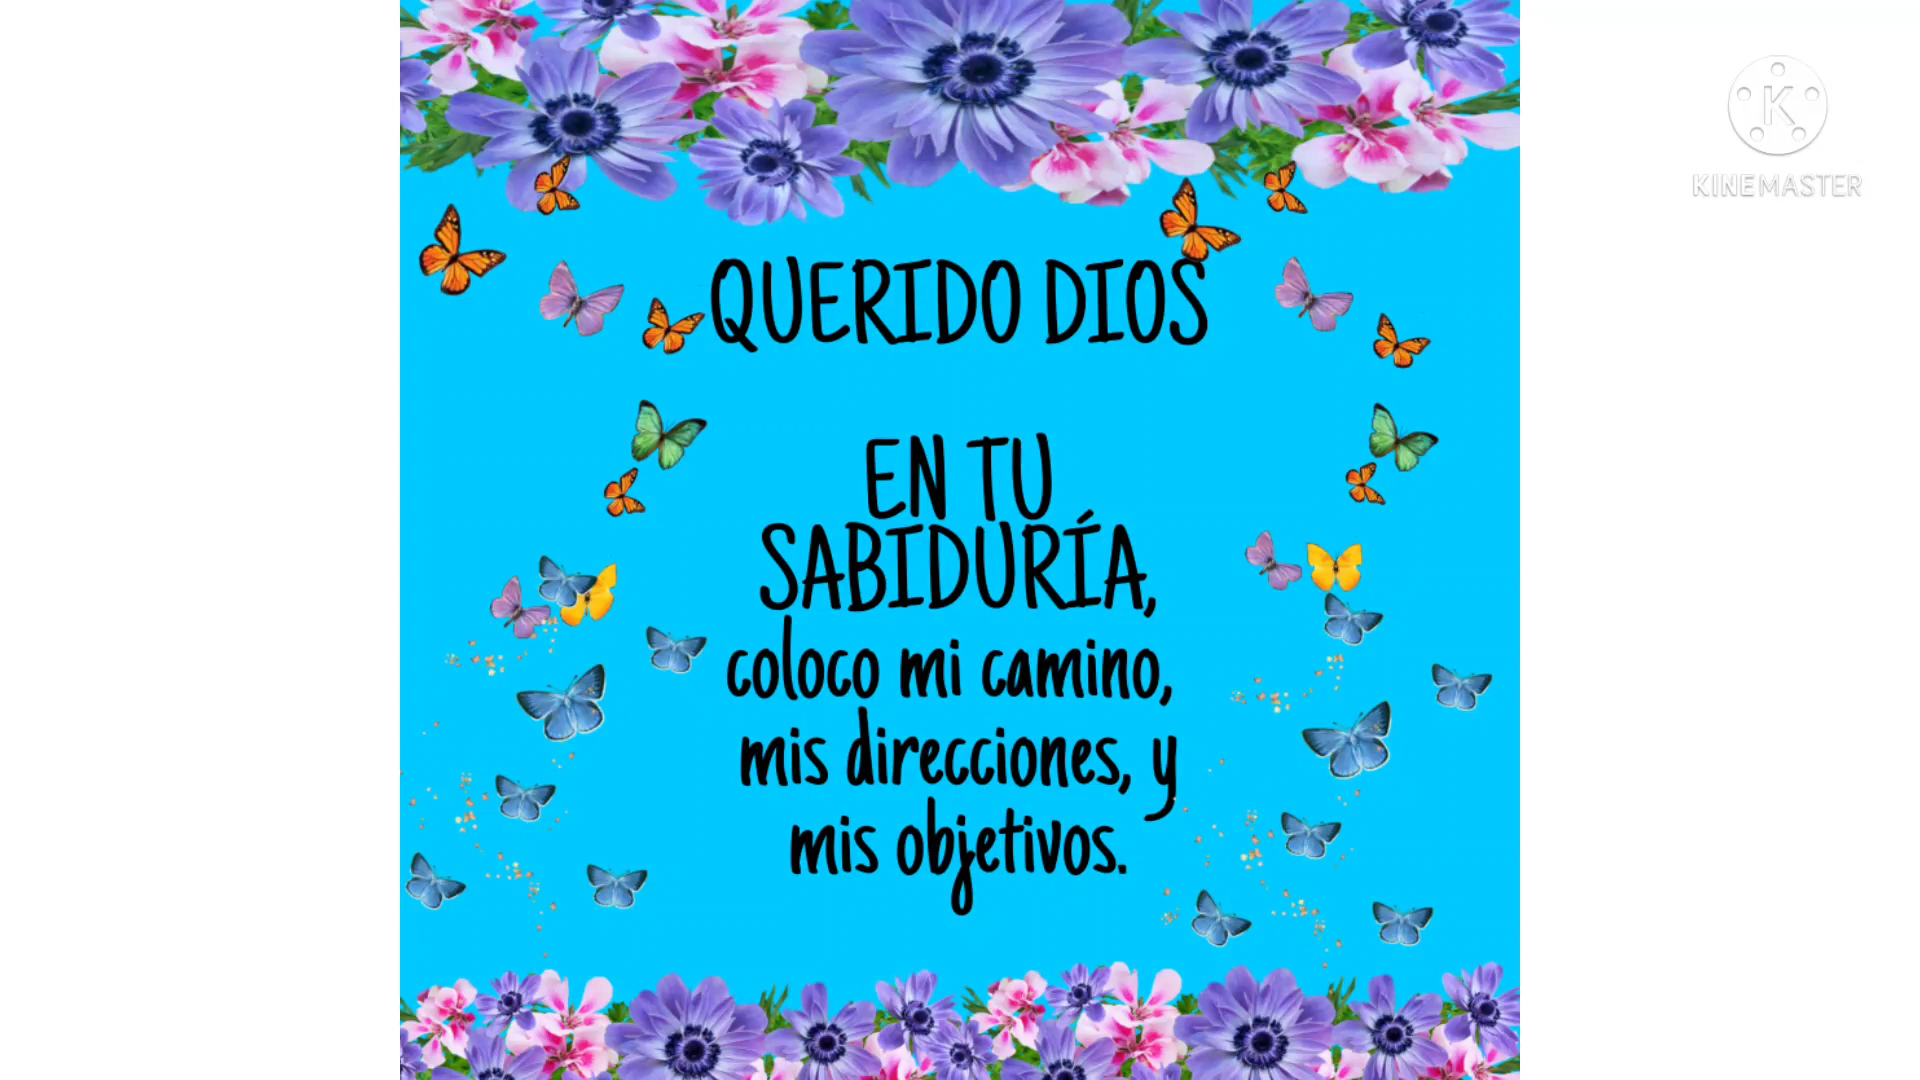 QUERIDO DIOS
EN TU
SABIDURÍA,
coloco mi camino,
mis direcciones, y
mis objetivos.
K
KINEMASTER